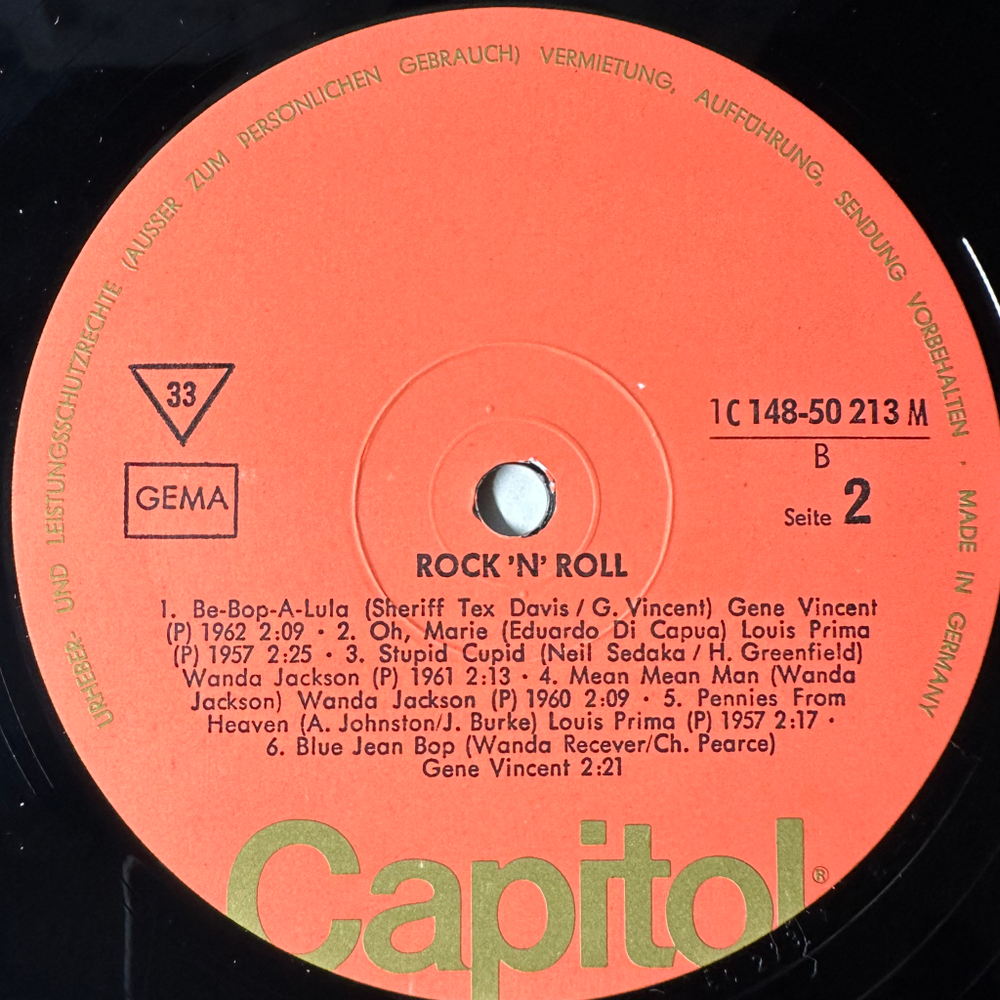 URHEBER- UND LEISTUNGSSCHUTZRECHTE (AUSSER ZUM PERSÖNLICHEN GEBRAUCH) VERMIETUNG, AUFFÜHRUNG, SENDUNG VORBEHALTEN · MADE IN GERMANY
33
GEMA
1C 148-50 213 M
B
Seite 2
ROCK 'N' ROLL
1. Be-Bop-A-Lula (Sheriff Tex Davis / G. Vincent) Gene Vincent
(P) 1962 2:09 · 2. Oh, Marie (Eduardo Di Capua) Louis Prima
(P) 1957 2:25 · 3. Stupid Cupid (Neil Sedaka / H. Greenfield)
Wanda Jackson (P) 1961 2:13 · 4. Mean Mean Man (Wanda
Jackson) Wanda Jackson (P) 1960 2:09 · 5. Pennies From
Heaven (A. Johnston/J. Burke) Louis Prima (P) 1957 2:17 ·
6. Blue Jean Bop (Wanda Recever/Ch. Pearce)
Gene Vincent 2:21
Capitol®